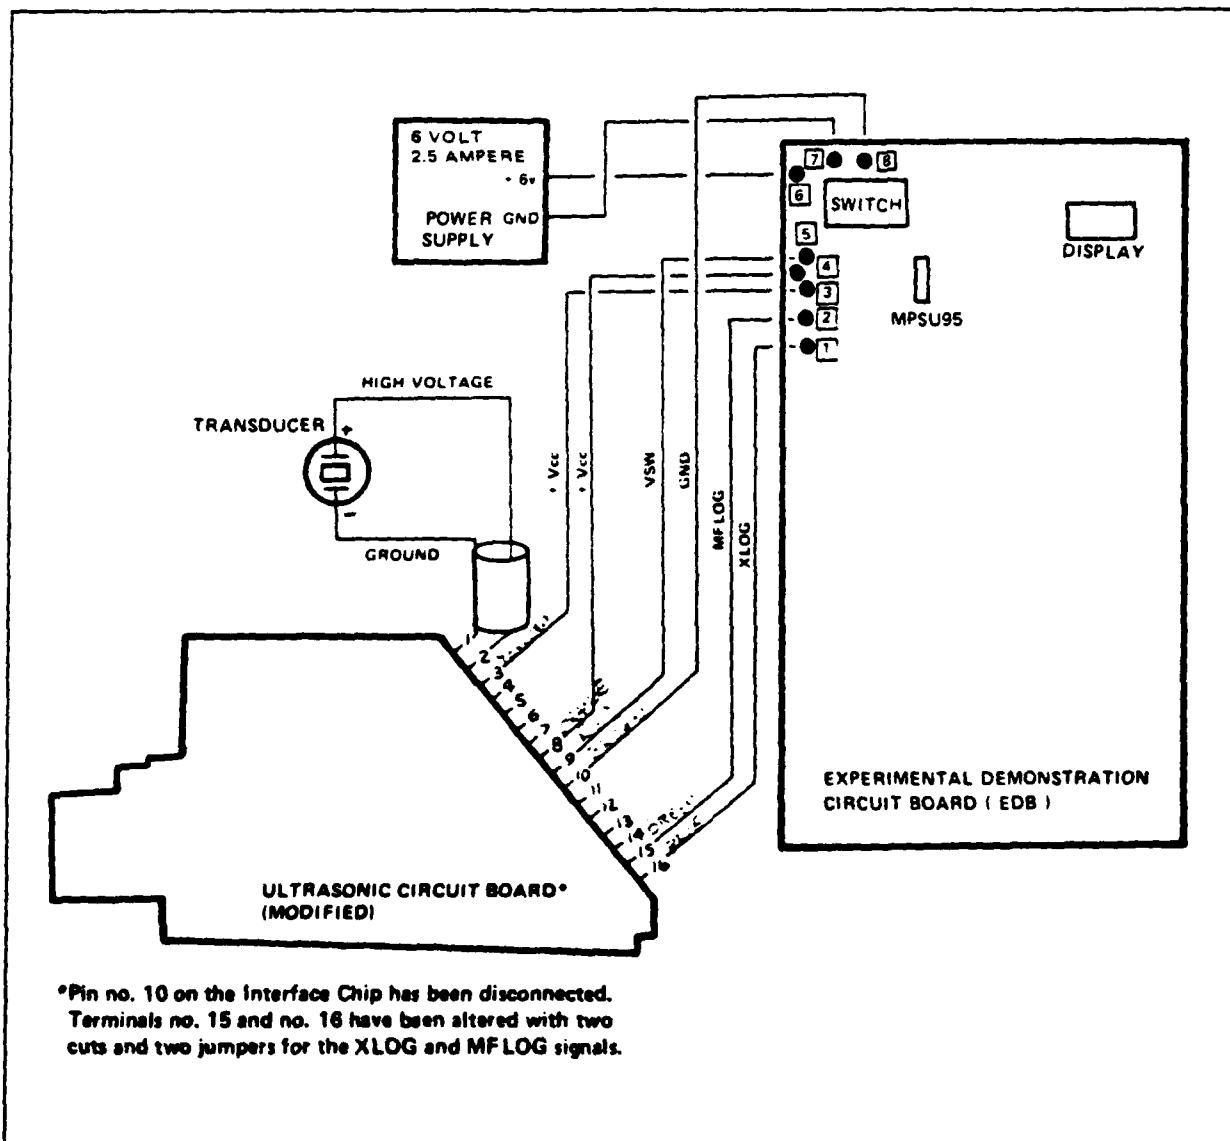 6 VOLT
2.5 AMPERE
+ 6v
POWER GND
SUPPLY
7
8
6
SWITCH
5
4
3
2
1
DISPLAY
MPSU95
HIGH VOLTAGE
TRANSDUCER
+
-
GROUND
+ Vcc
+ Vcc
VSW
GND
MFLOG
XLOG
1
2
3
4
5
6
7
8
9
10
11
12
13
14
15
16
EXPERIMENTAL DEMONSTRATION
CIRCUIT BOARD ( EDB )
ULTRASONIC CIRCUIT BOARD*
(MODIFIED)
*Pin no. 10 on the Interface Chip has been disconnected.
Terminals no. 15 and no. 16 have been altered with two
cuts and two jumpers for the XLOG and MFLOG signals.